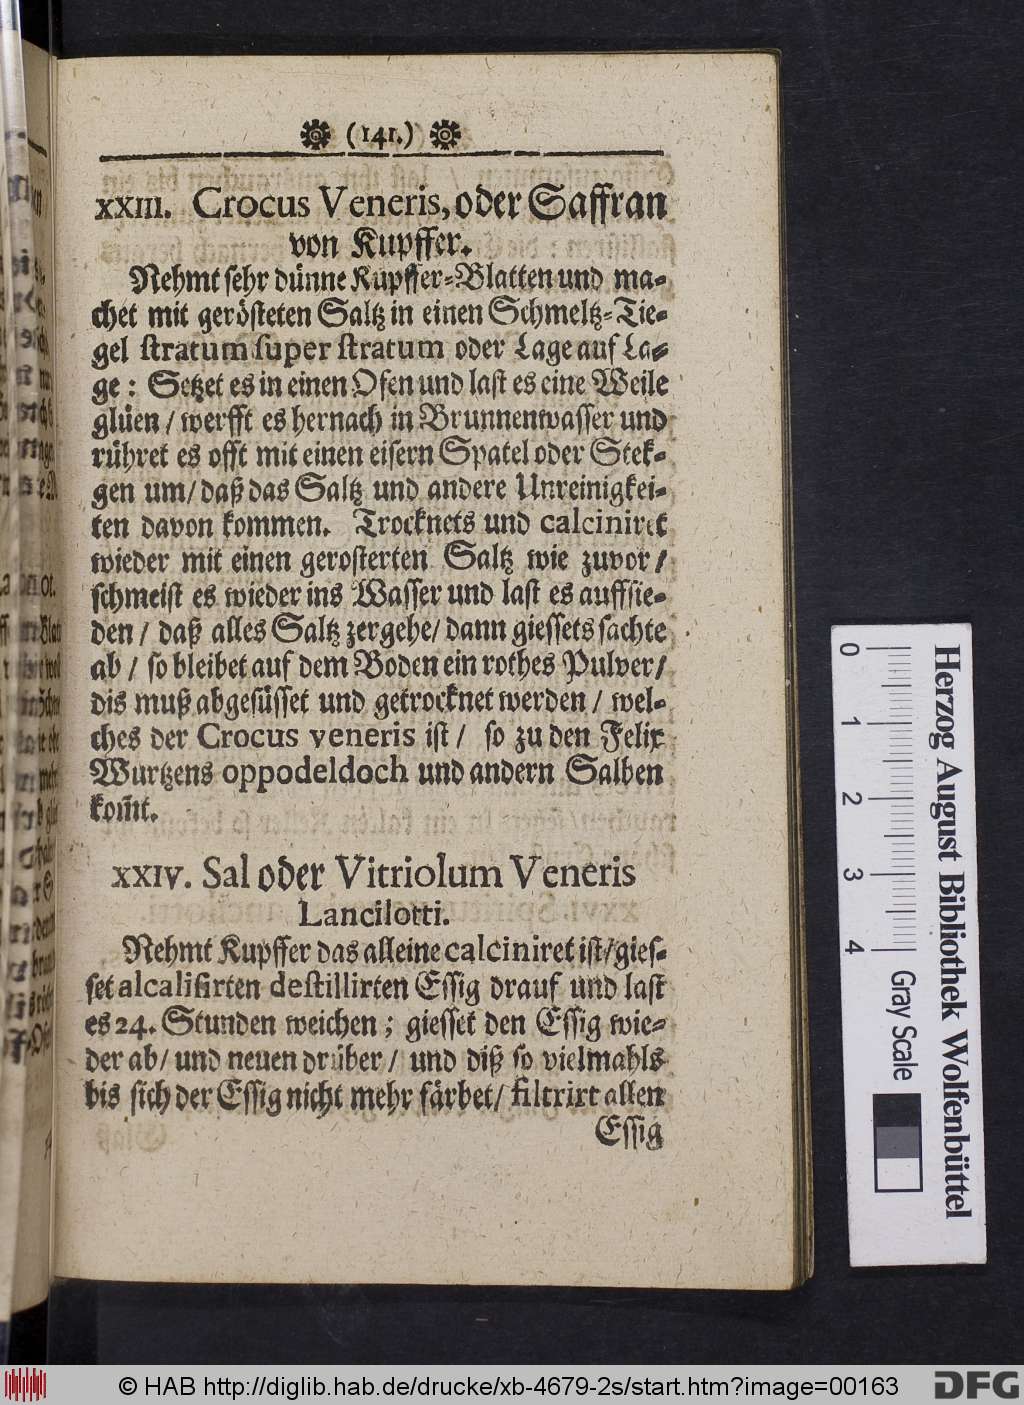 (141.)
XXIII. Crocus Veneris, oder Saffran
von Kupffer.
Nehmt sehr dünne Kupffer-Blatten und ma-
chet mit gerösteten Saltz in einen Schmeltz-Tie-
gel stratum super stratum oder Lage auf La-
ge: Setzet es in einen Ofen und last es eine Weile
glüen/ werfft es hernach in Brunnenwasser und
rühret es offt mit einen eisern Spatel oder Stek-
gen um/ daß das Saltz und andere Unreinigkei-
ten davon kommen. Trocknets und calciniret
wieder mit einen gerosterten Saltz wie zuvor/
schmeist es wieder ins Wasser und last es auffsie-
den/ daß alles Saltz zergehe/ dann giessets sachte
ab/ so bleibet auf dem Boden ein rothes Pulver/
dis muß abgesüsset und getrocknet werden/ wel-
ches der Crocus veneris ist/ so zu den Felix
Wurtzens oppodeldoch und andern Salben
kom̃t.
XXIV. Sal oder Vitriolum Veneris
Lancilotti.
Nehmt Kupffer das alleine calciniret ist/ gies-
set alcalisirten destillirten Essig drauf und last
es 24. Stunden weichen; giesset den Essig wie-
der ab/ und neuen drüber/ und diß so vielmahls
bis sich der Essig nicht mehr färbet/ filtrirt allen
Essig
0 1 2 3 4
Herzog August Bibliothek Wolfenbüttel
Gray Scale
© HAB http://diglib.hab.de/drucke/xb-4679-2s/start.htm?image=00163
DFG